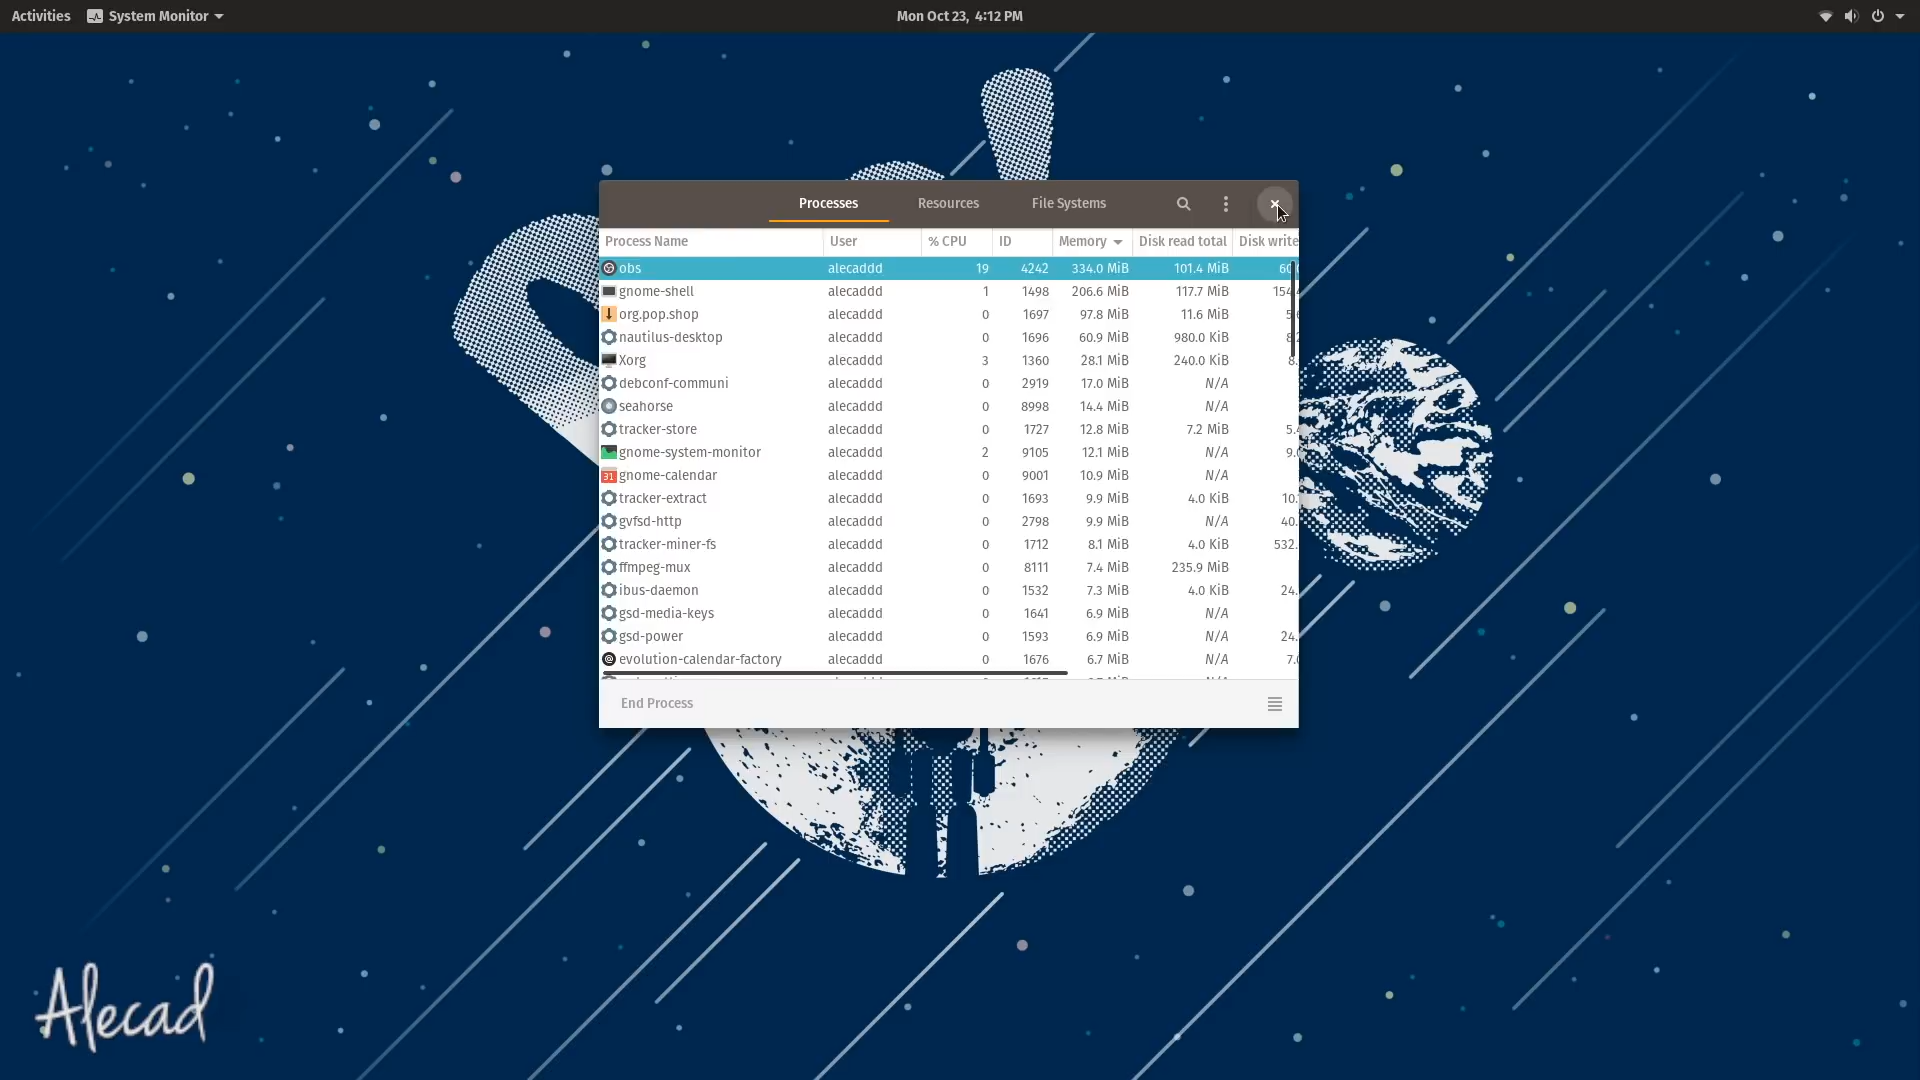 Activities System Monitor Mon Oct 23, 4:12 PM
Processes Resources File Systems
Process Name User % CPU ID Memory Disk read total Disk write
obs alecaddd 19 4242 334.0 MiB 101.4 MiB
gnome-shell alecaddd 1 1498 206.6 MiB 117.7 MiB
org.pop.shop alecaddd 0 1697 97.8 MiB 11.6 MiB
nautilus-desktop alecaddd 0 1696 60.9 MiB 980.0 KiB
Xorg alecaddd 3 1360 28.1 MiB 240.0 KiB 8.
debconf-communi alecaddd 0 2919 17.0 MiB N/A
seahorse alecaddd 0 8998 14.4 MiB N/A
tracker-store alecaddd 0 1727 12.8 MiB 7.2 MiB 5.
gnome-system-monitor alecaddd 2 9105 12.1 MiB N/A 9.
gnome-calendar alecaddd 0 9001 10.9 MiB N/A
tracker-extract alecaddd 0 1693 9.9 MiB 4.0 KiB 10.
gvfsd-http alecaddd 0 2798 9.9 MiB N/A 40.
tracker-miner-fs alecaddd 0 1712 8.1 MiB 4.0 KiB 532.
ffmpeg-mux alecaddd 0 8111 7.4 MiB 235.9 MiB
ibus-daemon alecaddd 0 1532 7.3 MiB 4.0 KiB 24.
gsd-media-keys alecaddd 0 1641 6.9 MiB N/A
gsd-power alecaddd 0 1593 6.9 MiB N/A 24.
evolution-calendar-factory alecaddd 0 1676 6.7 MiB N/A 7.
End Process
Alecad